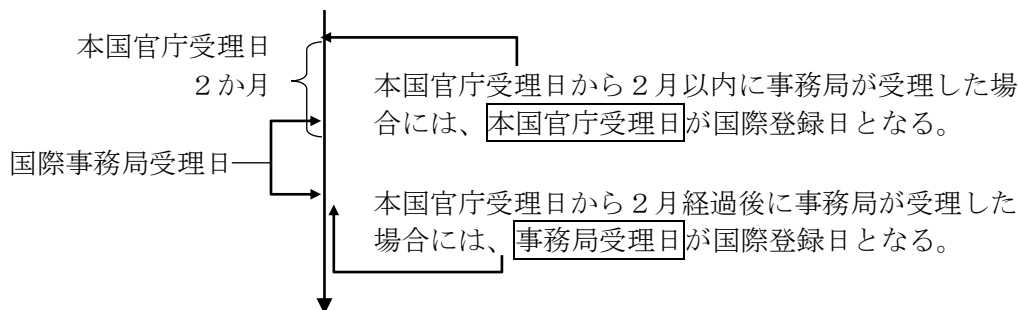 本国官庁受理日
２か月
本国官庁受理日から２月以内に事務局が受理した場
合には、本国官庁受理日が国際登録日となる。
国際事務局受理日
本国官庁受理日から２月経過後に事務局が受理した
場合には、事務局受理日が国際登録日となる。